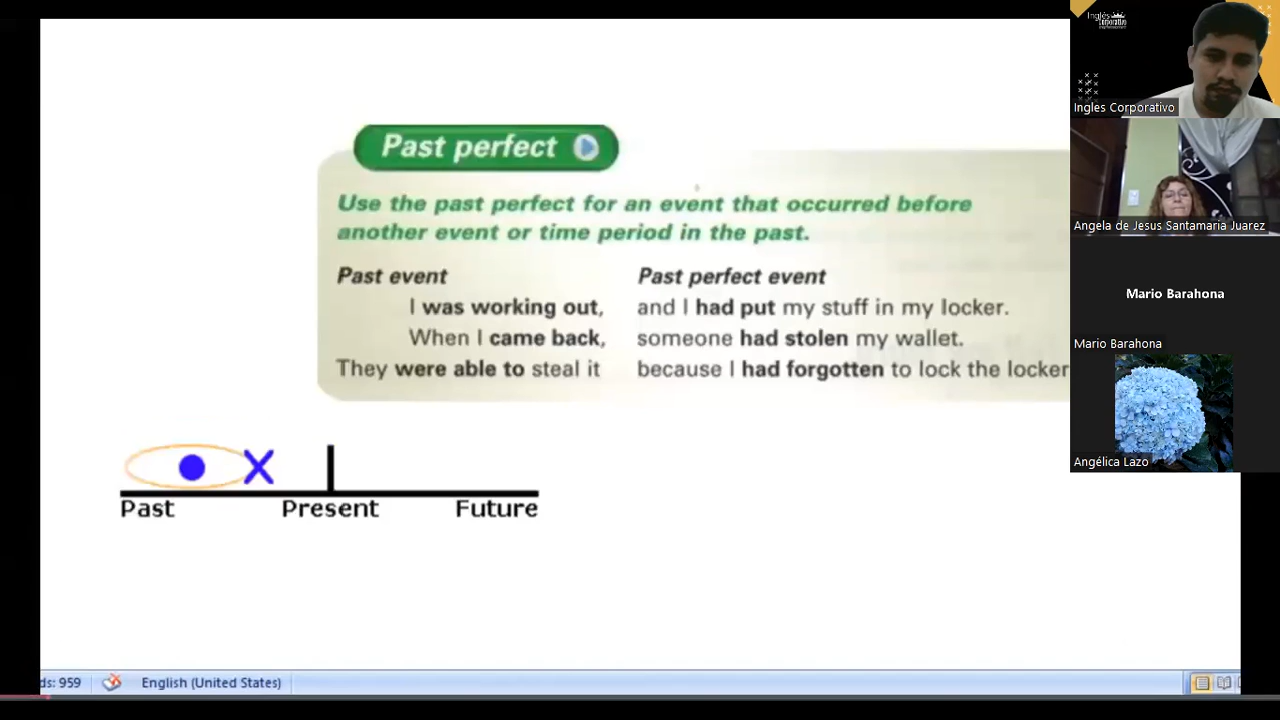 Past perfect
Use the past perfect for an event that occurred before
another event or time period in the past.
Past event Past perfect event
I was working out, and I had put my stuff in my locker.
When I came back, someone had stolen my wallet.
They were able to steal it because I had forgotten to lock the locker
Past Present Future
ds: 959 English (United States)
Inglés
Corporativo
Ingles Corporativo
Angela de Jesus Santamaria Juarez
Mario Barahona
Mario Barahona
Angélica Lazo